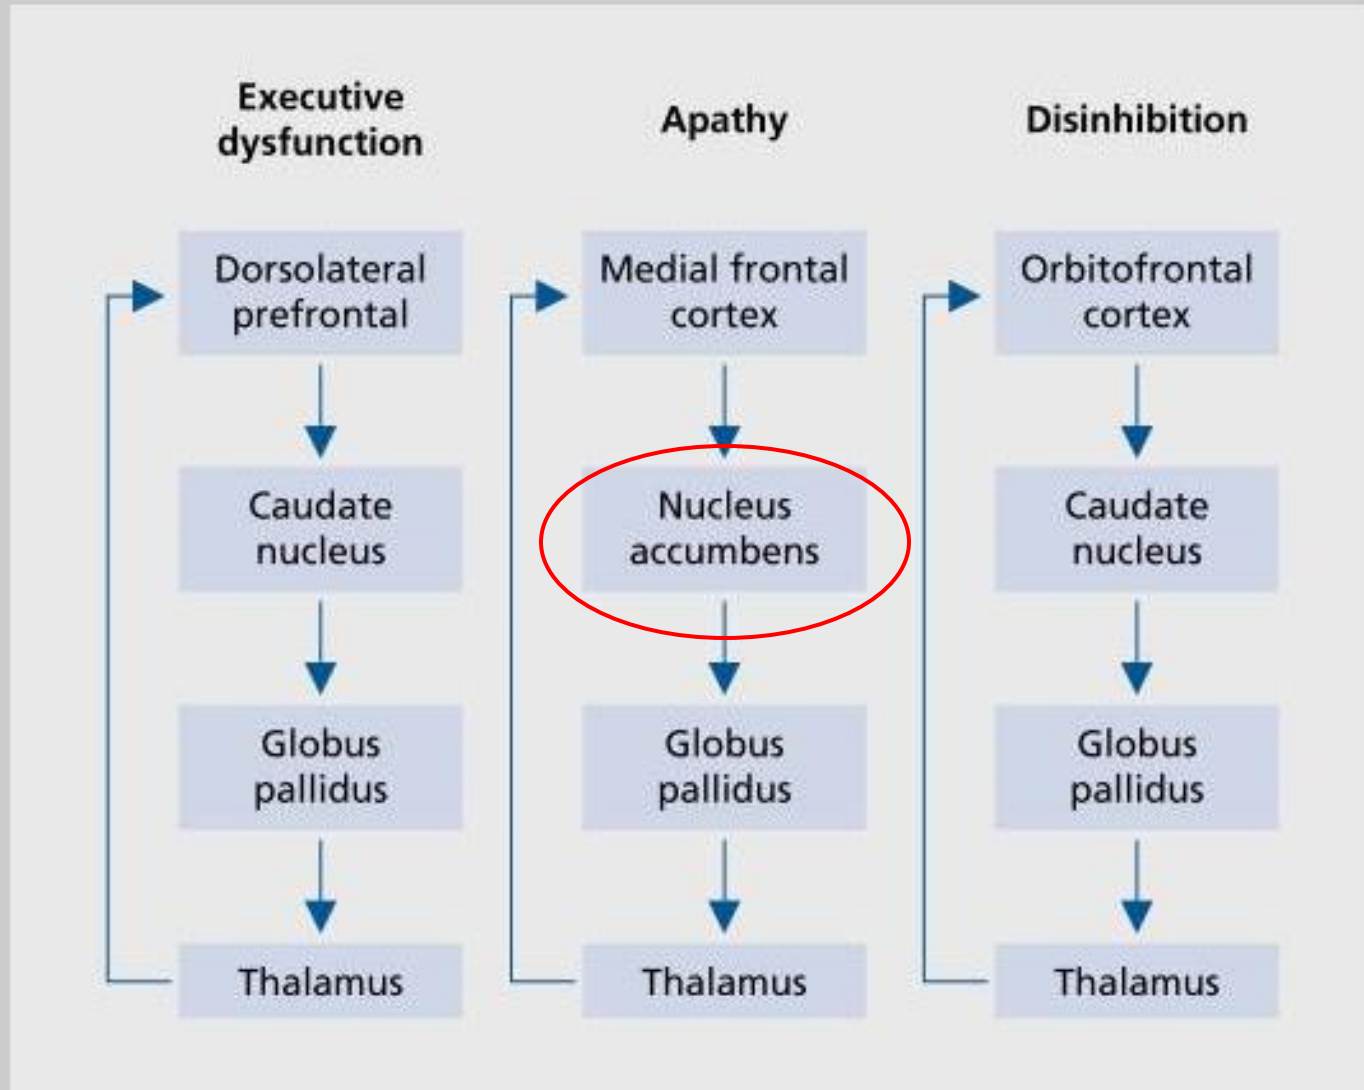 Executive
dysfunction
Apathy
Disinhibition
Dorsolateral
prefrontal
Medial frontal
cortex
Orbitofrontal
cortex
Caudate
nucleus
Nucleus
accumbens
Caudate
nucleus
Globus
pallidus
Globus
pallidus
Globus
pallidus
Thalamus
Thalamus
Thalamus